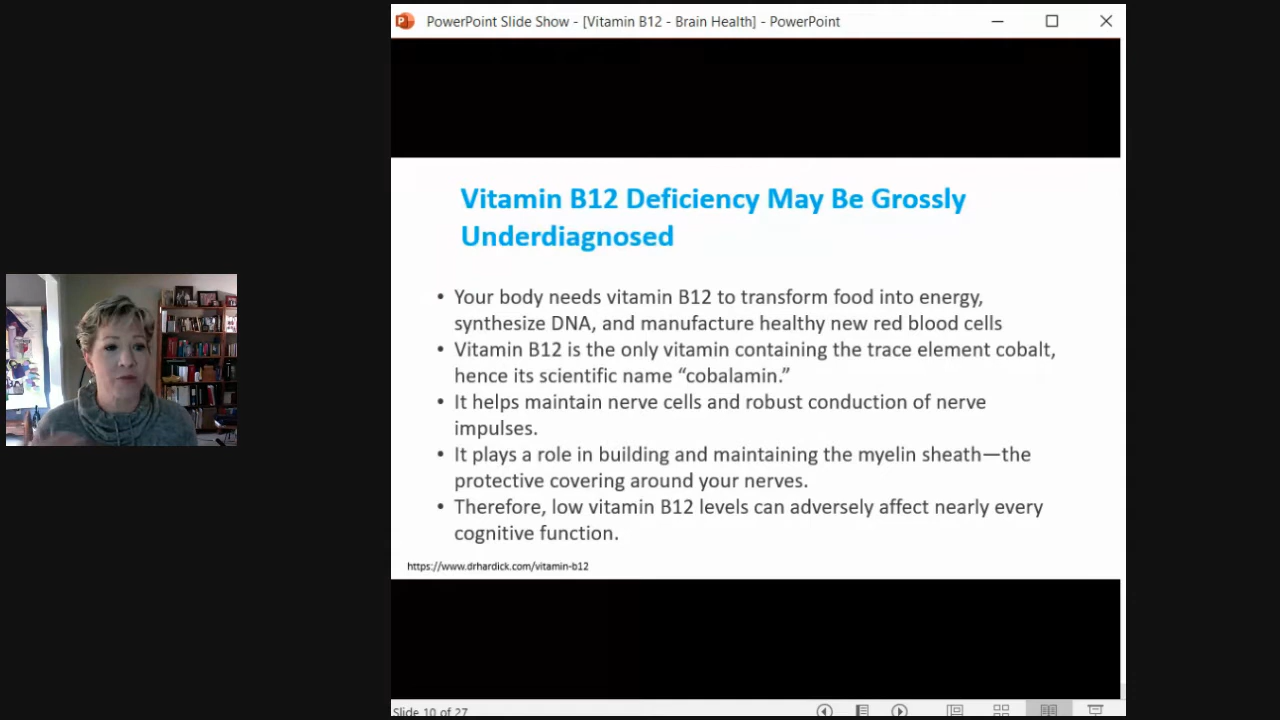 PowerPoint Slide Show - [Vitamin B12 - Brain Health] - PowerPoint
Vitamin B12 Deficiency May Be Grossly
Underdiagnosed
• Your body needs vitamin B12 to transform food into energy,
synthesize DNA, and manufacture healthy new red blood cells
• Vitamin B12 is the only vitamin containing the trace element cobalt,
hence its scientific name “cobalamin.”
• It helps maintain nerve cells and robust conduction of nerve
impulses.
• It plays a role in building and maintaining the myelin sheath—the
protective covering around your nerves.
• Therefore, low vitamin B12 levels can adversely affect nearly every
cognitive function.
https://www.drhardick.com/vitamin-b12
Slide 10 of 27